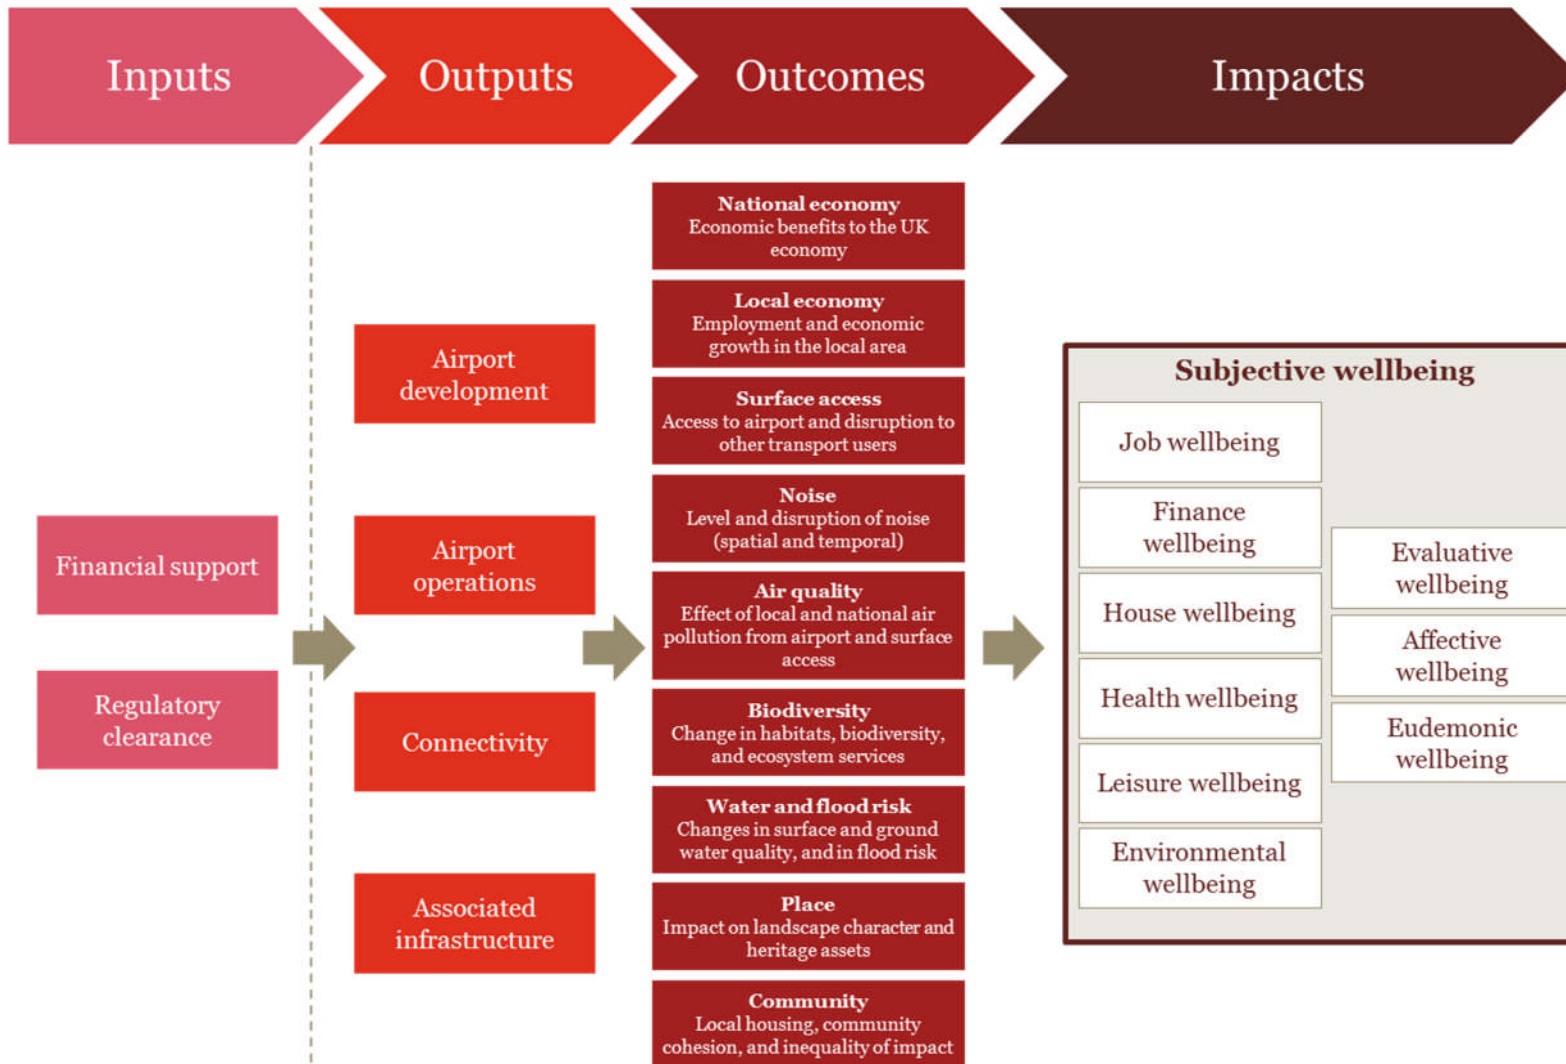 Inputs
Outputs
Outcomes
Impacts
Financial support
Regulatory
clearance
Airport
development
Airport
operations
Connectivity
Associated
infrastructure
National economy
Economic benefits to the UK
economy
Local economy
Employment and economic
growth in the local area
Surface access
Access to airport and disruption to
other transport users
Noise
Level and disruption of noise
(spatial and temporal)
Air quality
Effect of local and national air
pollution from airport and surface
access
Biodiversity
Change in habitats, biodiversity,
and ecosystem services
Water and flood risk
Changes in surface and ground
water quality, and in flood risk
Place
Impact on landscape character and
heritage assets
Community
Local housing, community
cohesion, and inequality of impact
Subjective wellbeing
Job wellbeing
Finance
wellbeing
House wellbeing
Health wellbeing
Leisure wellbeing
Environmental
wellbeing
Evaluative
wellbeing
Affective
wellbeing
Eudemonic
wellbeing